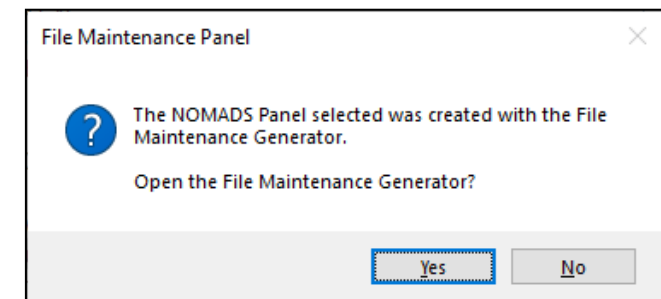 File Maintenance Panel
?
The NOMADS Panel selected was created with the File
Maintenance Generator.
Open the File Maintenance Generator?
Yes
No